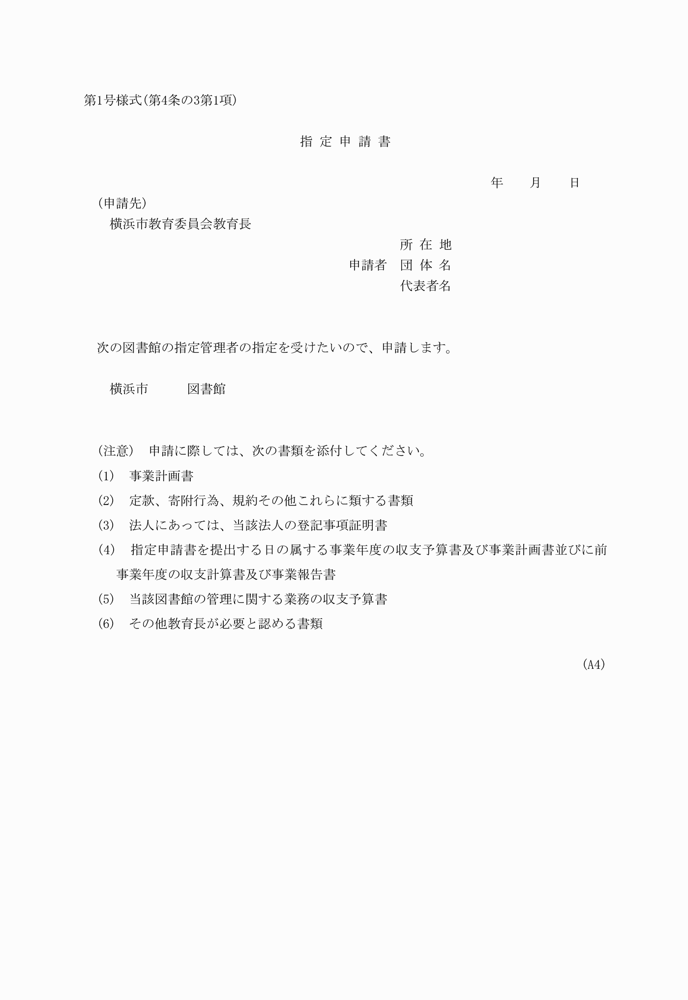 第1号様式(第4条の3第1項)
指 定 申 請 書
年　　月　　日
(申請先)
横浜市教育委員会教育長
所 在 地
申請者　団 体 名
代表者名
次の図書館の指定管理者の指定を受けたいので、申請します。
横浜市　　　図書館
(注意)　申請に際しては、次の書類を添付してください。
(1)　事業計画書
(2)　定款、寄附行為、規約その他これらに類する書類
(3)　法人にあっては、当該法人の登記事項証明書
(4)　指定申請書を提出する日の属する事業年度の収支予算書及び事業計画書並びに前
事業年度の収支計算書及び事業報告書
(5)　当該図書館の管理に関する業務の収支予算書
(6)　その他教育長が必要と認める書類
(A4)